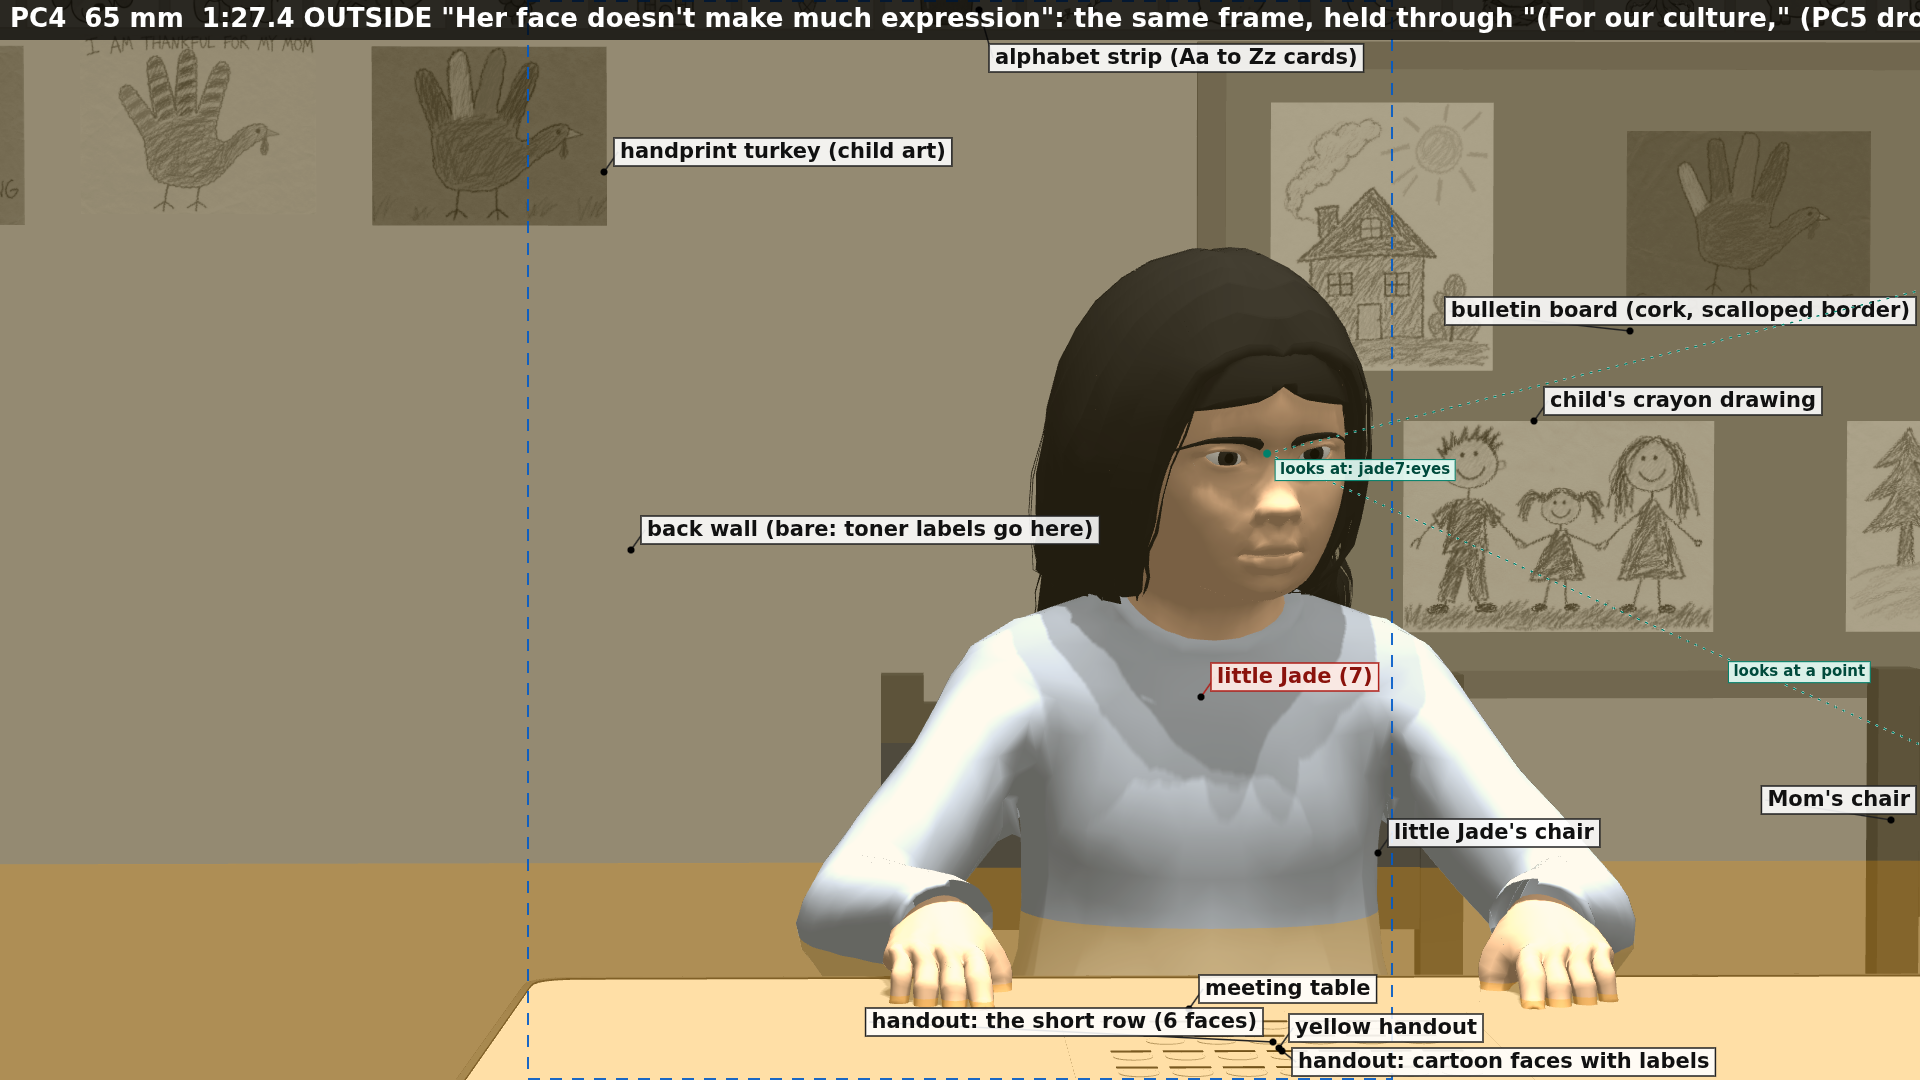 PC4  65 mm  1:27.4 OUTSIDE "Her face doesn't make much expression": the same frame, held through "(For our culture," (PC5 dro
I AM THANKFUL FOR MY MOM
alphabet strip (Aa to Zz cards)
handprint turkey (child art)
NG
bulletin board (cork, scalloped border)
child's crayon drawing
looks at: jade7:eyes
back wall (bare: toner labels go here)
looks at a point
little Jade (7)
Mom's chair
little Jade's chair
meeting table
handout: the short row (6 faces)
yellow handout
handout: cartoon faces with labels